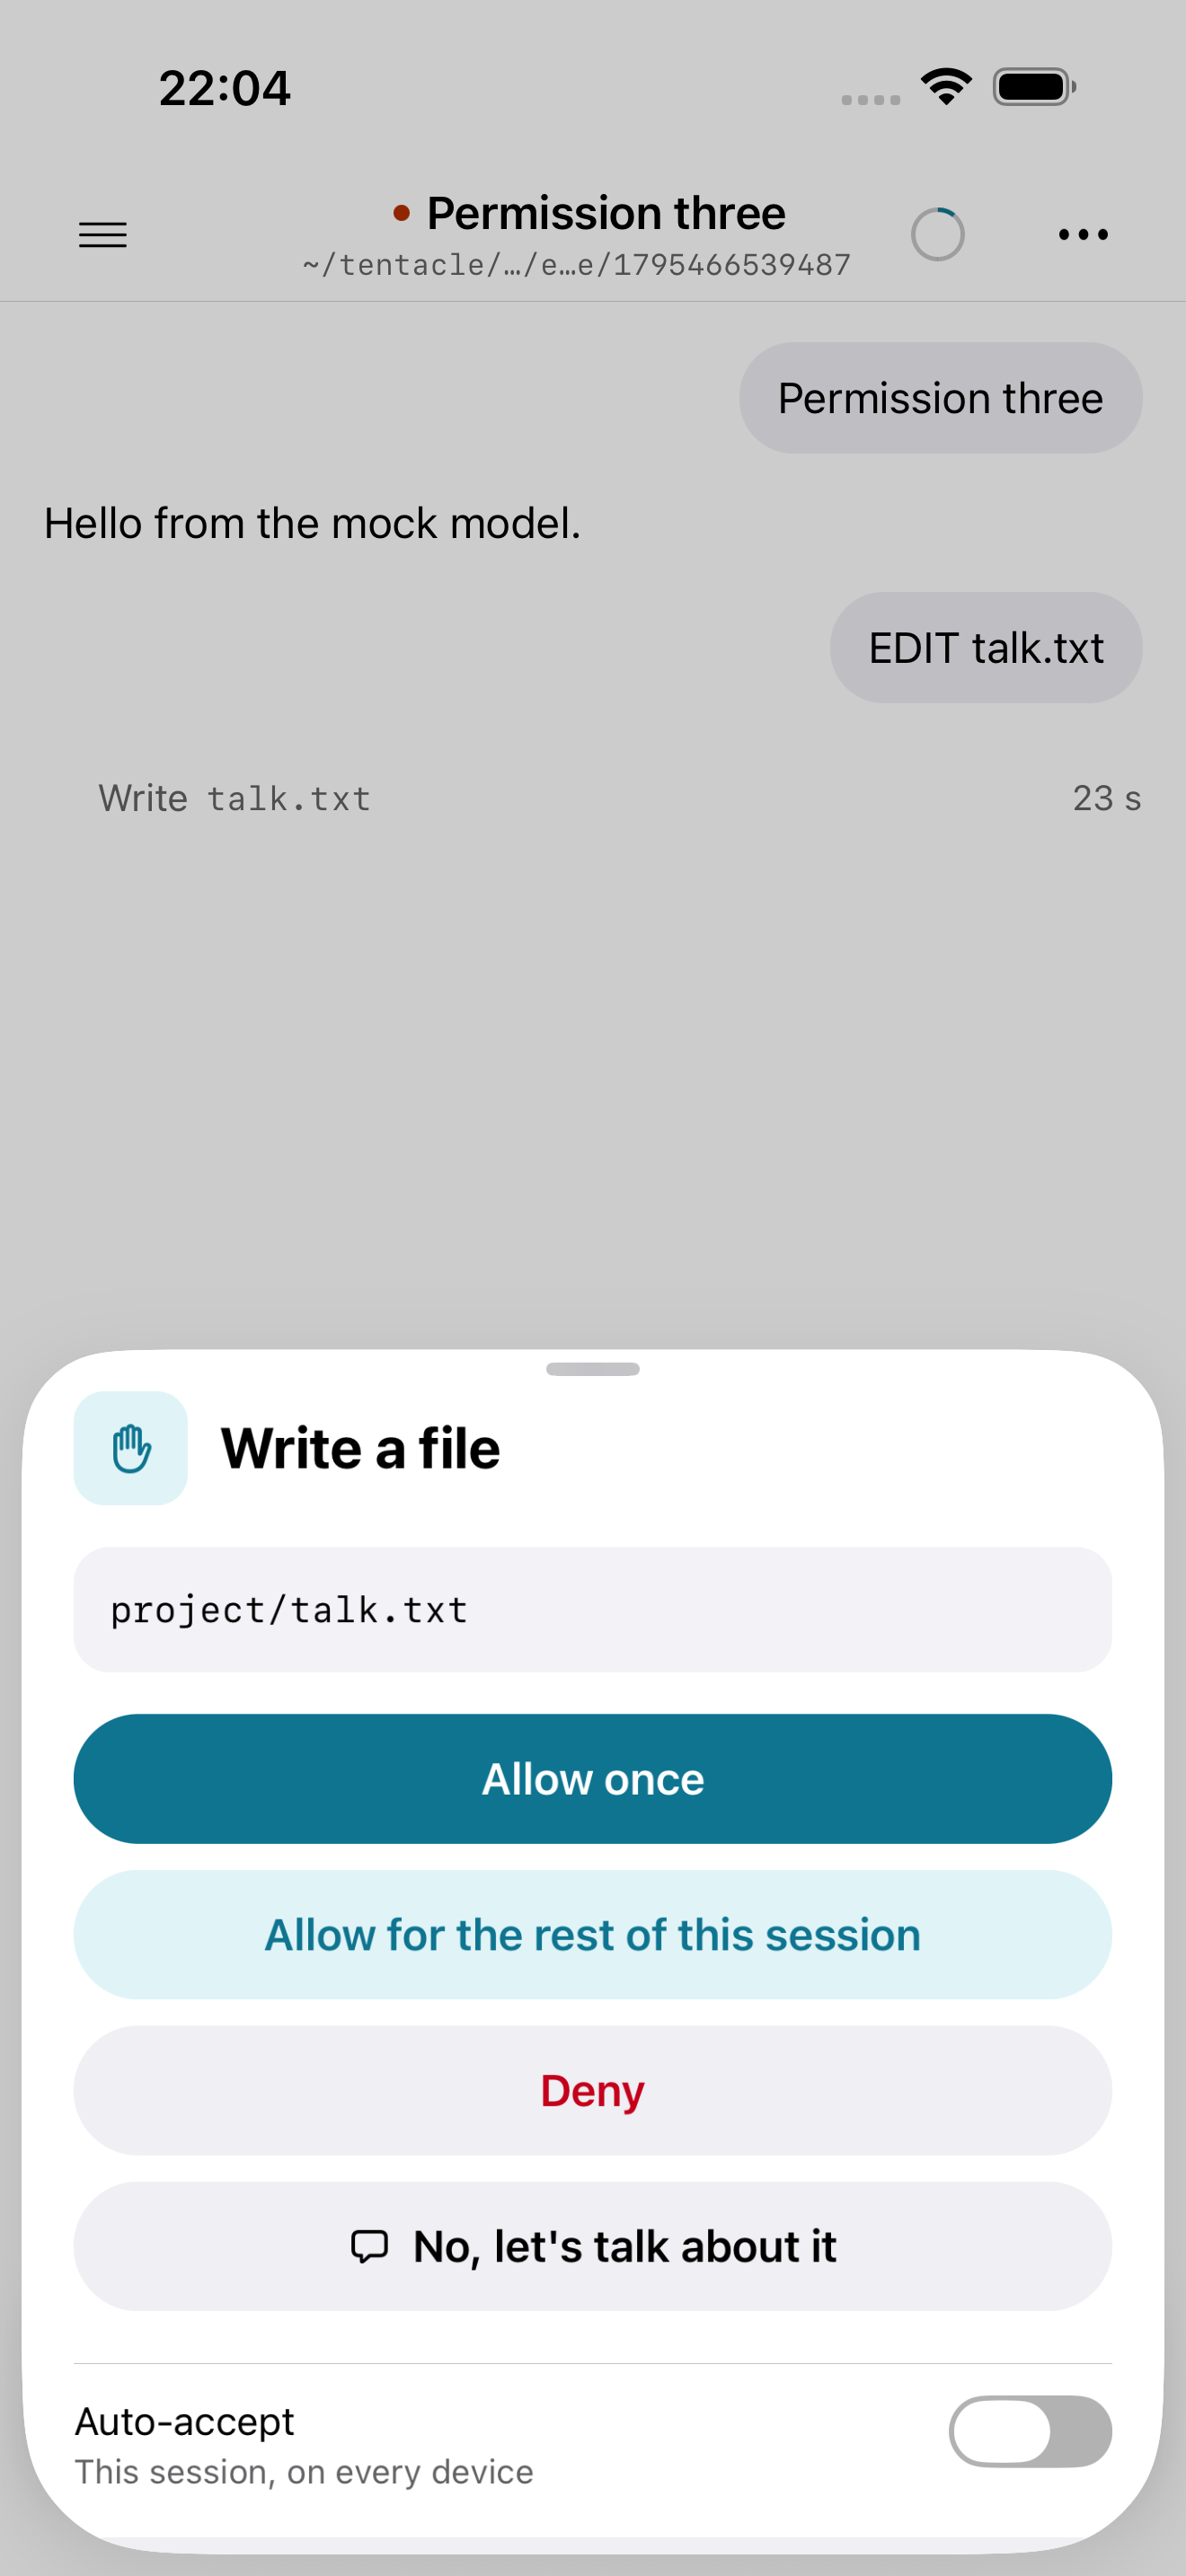 22:04
Permission three
~/tentacle/…/e…e/1795466539487
Permission three
Hello from the mock model.
EDIT talk.txt
Write talk.txt 23 s
Write a file
project/talk.txt
Allow once
Allow for the rest of this session
Deny
No, let's talk about it
Auto-accept
This session, on every device